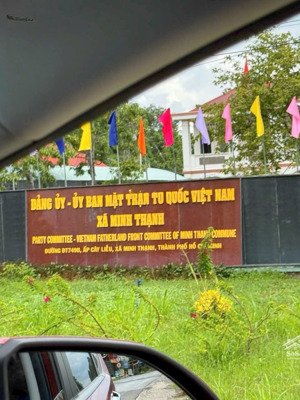 ĐẢNG ỦY - ỦY BAN MẶT TRẬN TỔ QUỐC VIỆT NAM
XÃ MINH THẠNH
PARTY COMMITTEE - VIETNAM FATHERLAND FRONT COMMITTEE OF MINH THANH COMMUNE
ĐƯỜNG ĐT749B, ẤP CÂY LIỄU, XÃ MINH THẠNH, THÀNH PHỐ HỒ CHÍ MINH